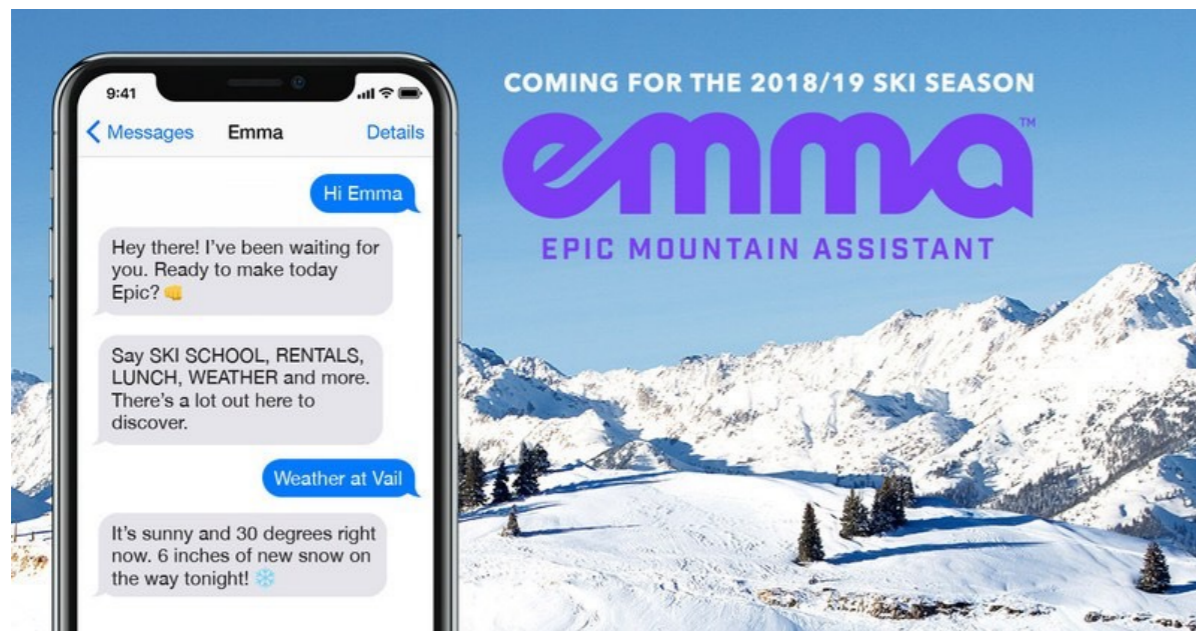 9:41
Messages Emma Details
Hi Emma
Hey there! I've been waiting for
you. Ready to make today
Epic? 👊
Say SKI SCHOOL, RENTALS,
LUNCH, WEATHER and more.
There's a lot out here to
discover.
Weather at Vail
It's sunny and 30 degrees right
now. 6 inches of new snow on
the way tonight! ❄️
COMING FOR THE 2018/19 SKI SEASON
emma™
EPIC MOUNTAIN ASSISTANT